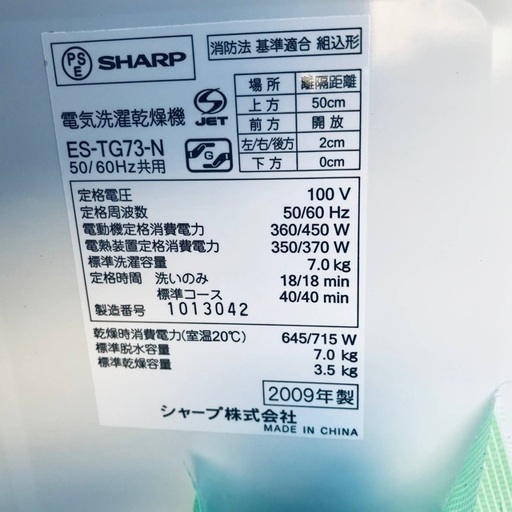 PS E SHARP
消防法 基準適合 組込形
場所 離隔距離
上方 50cm
前方 開放
左/右/後方 2cm
下方 0cm
電気洗濯乾燥機
S JET
ES-TG73-N
50/60Hz共用
定格電圧 100 V
定格周波数 50/60 Hz
電動機定格消費電力 360/450 W
電熱装置定格消費電力 350/370 W
標準洗濯容量 7.0 kg
定格時間 洗いのみ 18/18 min
標準コース 40/40 min
製造番号 1013042
乾燥時消費電力(室温20℃) 645/715 W
標準脱水容量 7.0 kg
標準乾燥容量 3.5 kg
2009年製
シャープ株式会社
MADE IN CHINA